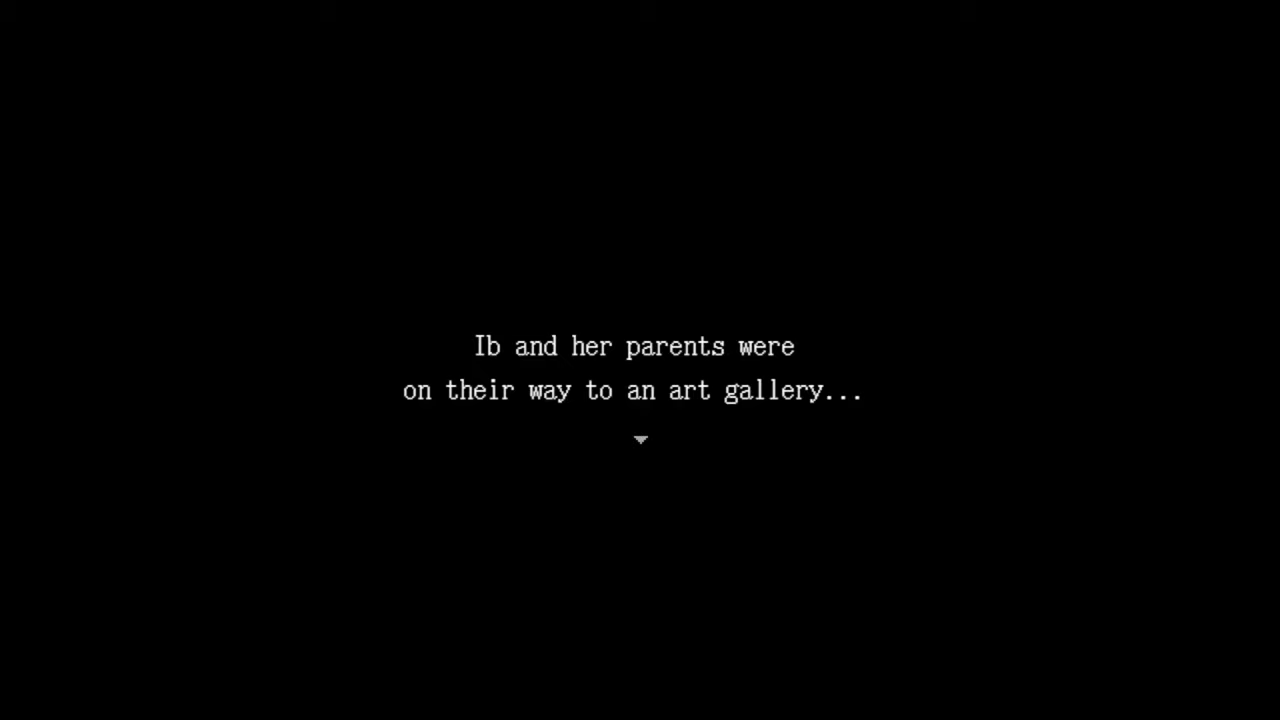 Ib and her parents were
on their way to an art gallery...